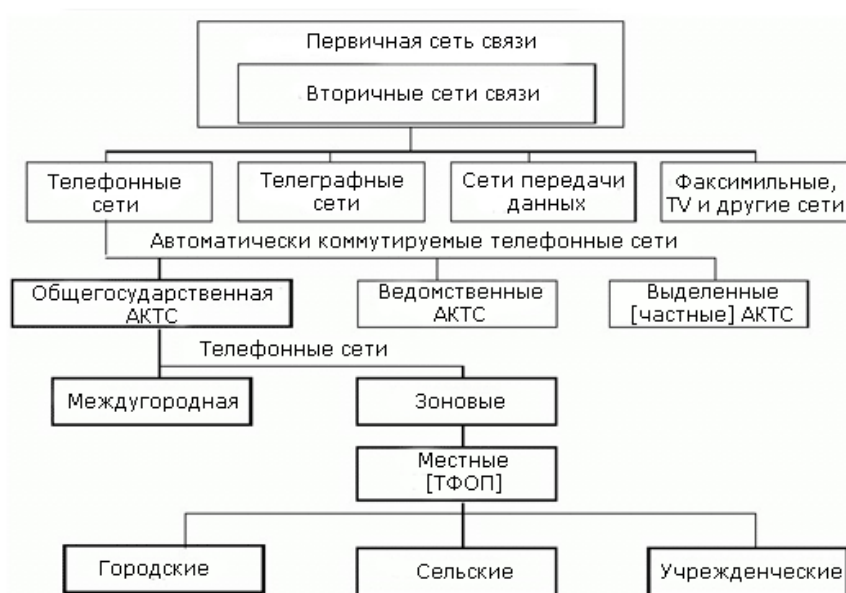 Первичная сеть связи
Вторичные сети связи
Телефонные
сети
Телеграфные
сети
Сети передачи
данных
Факсимильные,
TV и другие сети
Автоматически коммутируемые телефонные сети
Общегосударственная
АКТС
Ведомственные
АКТС
Выделенные
[частные] АКТС
Телефонные сети
Междугородная
Зоновые
Местные
[ТФОП]
Городские
Сельские
Учрежденческие